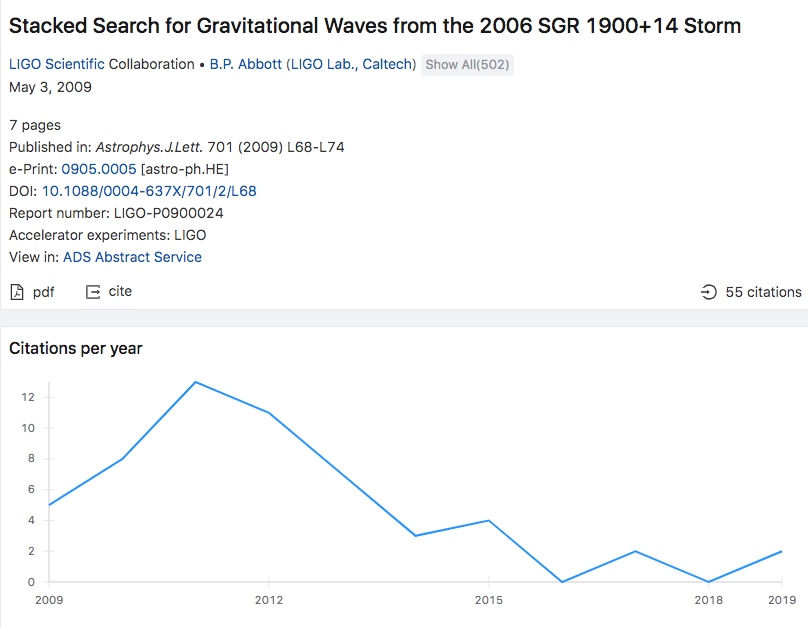 Stacked Search for Gravitational Waves from the 2006 SGR 1900+14 Storm
LIGO Scientific Collaboration • B.P. Abbott (LIGO Lab., Caltech) Show All(502)
May 3, 2009
7 pages
Published in: Astrophys.J.Lett. 701 (2009) L68-L74
e-Print: 0905.0005 [astro-ph.HE]
DOI: 10.1088/0004-637X/701/2/L68
Report number: LIGO-P0900024
Accelerator experiments: LIGO
View in: ADS Abstract Service
pdf cite 55 citations
Citations per year
12
10
8
6
4
2
0
2009 2012 2015 2018 2019